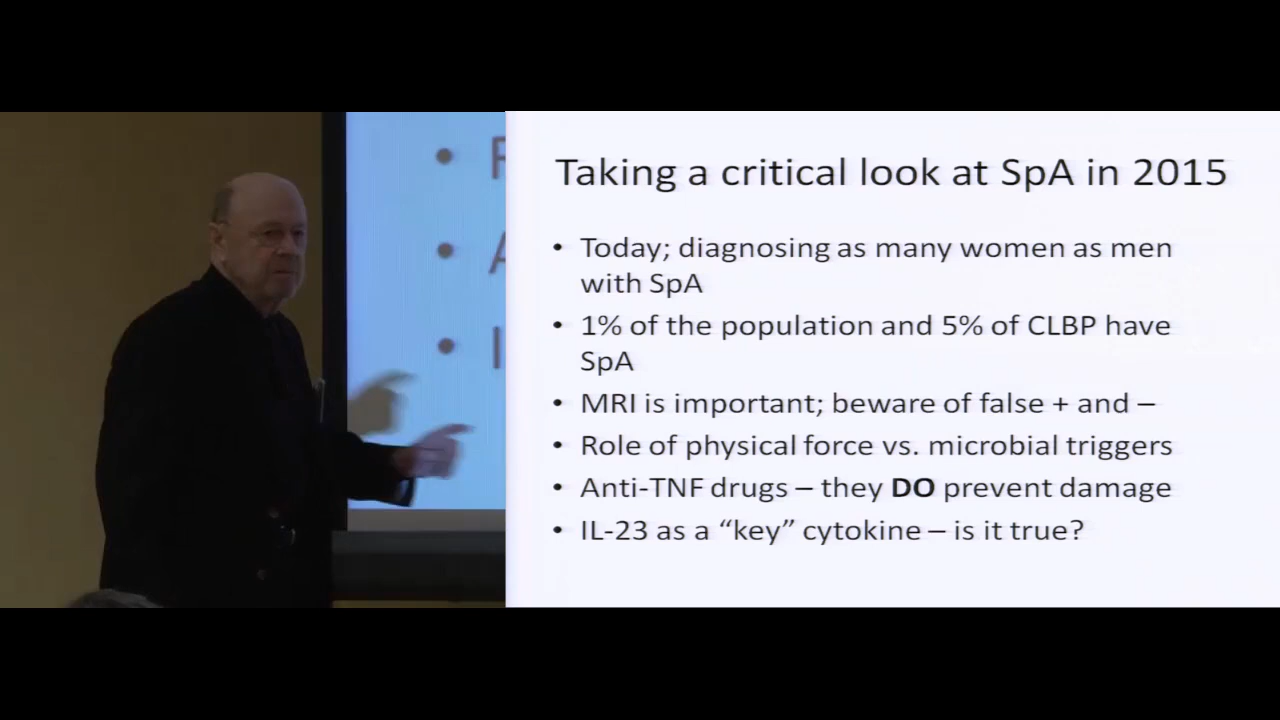 Taking a critical look at SpA in 2015
• Today; diagnosing as many women as men
with SpA
• 1% of the population and 5% of CLBP have
SpA
• MRI is important; beware of false + and –
• Role of physical force vs. microbial triggers
• Anti-TNF drugs – they DO prevent damage
• IL-23 as a “key” cytokine – is it true?